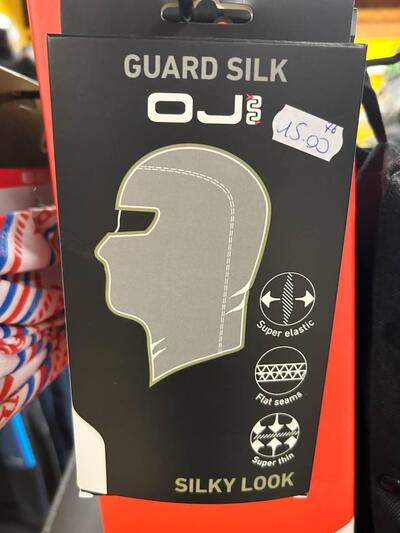 GUARD SILK
OJ
15.00
Super elastic
Flat seams
Super thin
SILKY LOOK